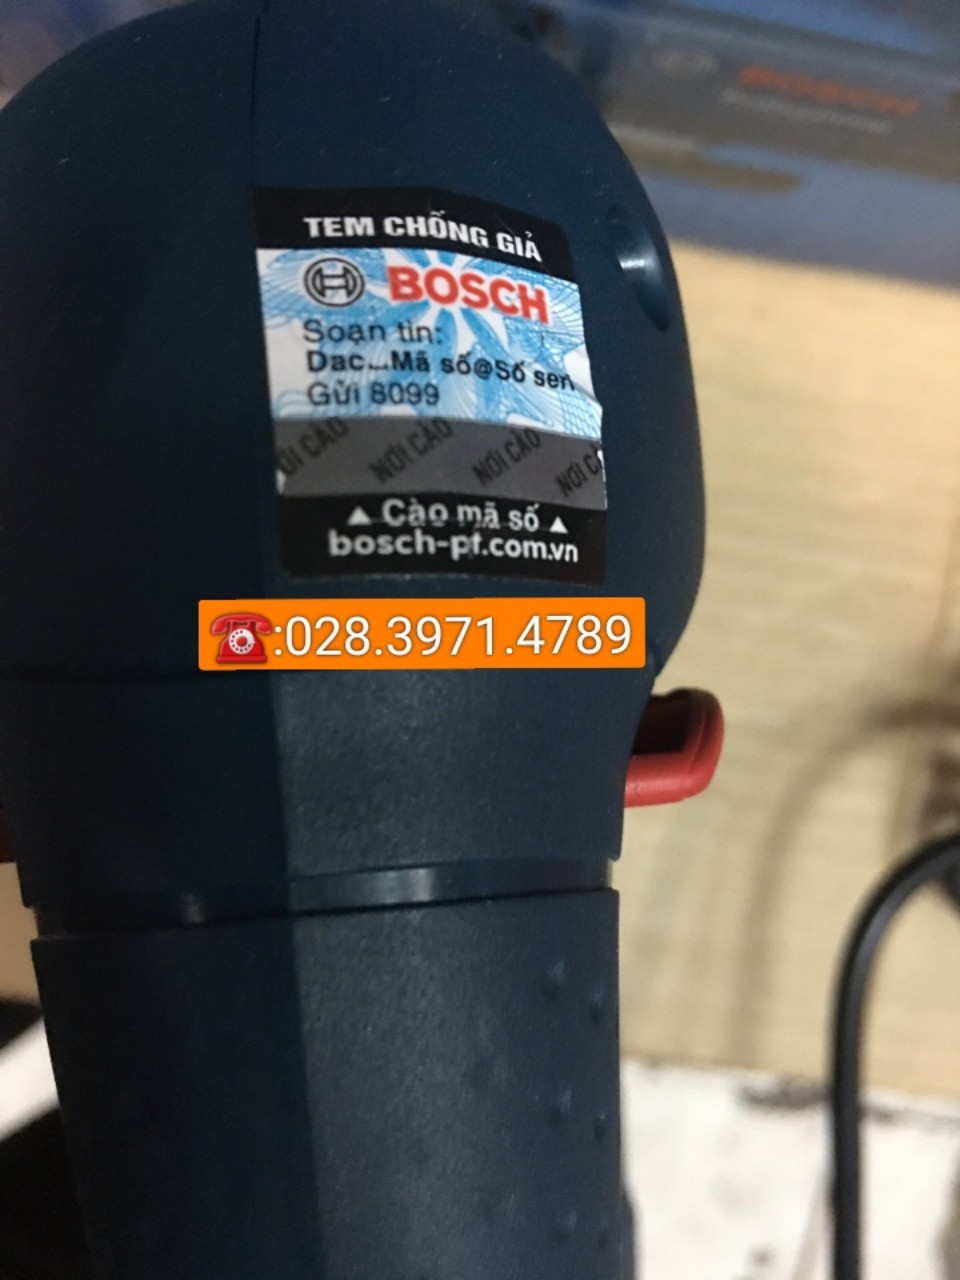 BOSCH
TEM CHỐNG GIẢ
BOSCH
Soạn tin:
Dac...Mã số@Số seri
Gửi 8099
NƠI CÀO NƠI CÀO NƠI CÀO
▲ Cào mã số ▲
bosch-pt.com.vn
☎:028.3971.4789